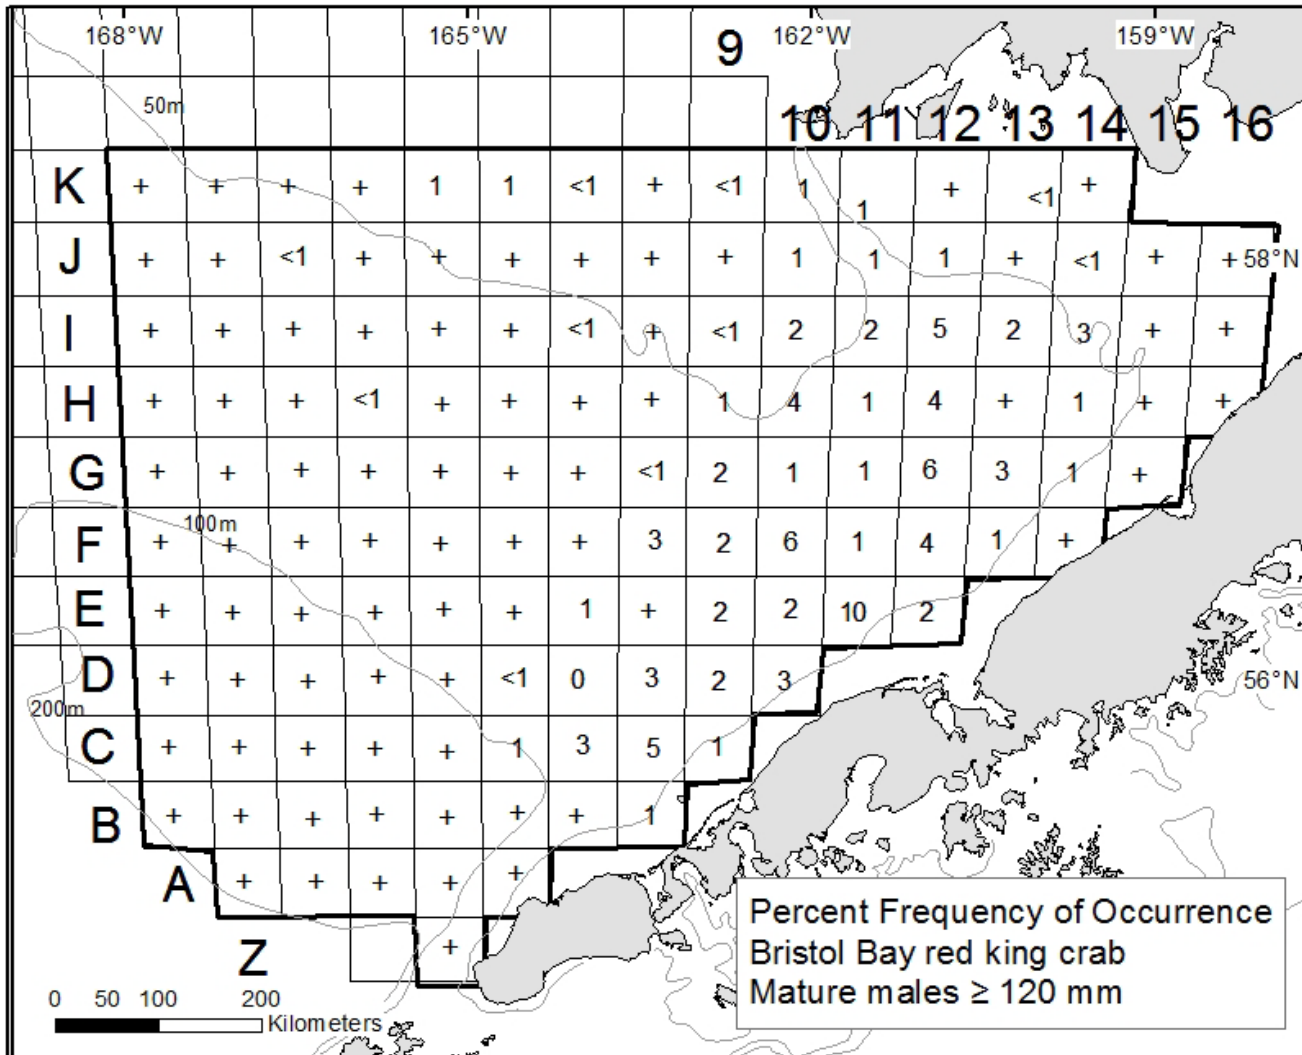 168°W 165°W 162°W 159°W
9
50m
10 11 12 13 14 15 16
K + + + + 1 1 <1 + <1 1 1 + <1 +
J + + <1 + + + + + + 1 1 1 + <1 + + 58°N
I + + + + + + <1 + <1 2 2 5 2 3 + +
H + + + <1 + + + + 1 4 1 4 + 1 + +
G + + + + + + + <1 2 1 1 6 3 1 +
100m
F + + + + + + + 3 2 6 1 4 1 +
E + + + + + + 1 + 2 2 10 2
D + + + + + <1 0 3 2 3 56°N
200m
C + + + + + 1 3 5 1
B + + + + + + + 1
A + + + + +
Z +
Percent Frequency of Occurrence
Bristol Bay red king crab
Mature males ≥ 120 mm
0 50 100 200
Kilometers